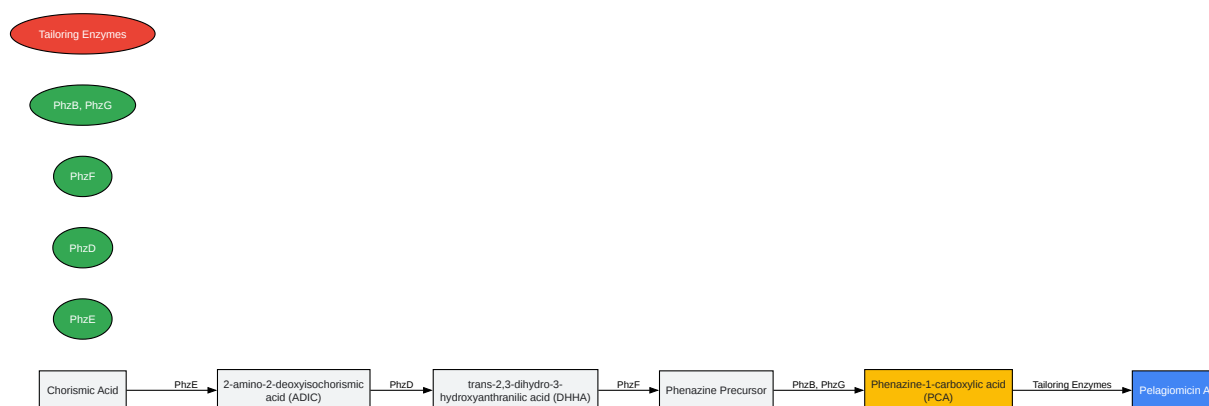 Tailoring Enzymes
PhzB, PhzG
PhzF
PhzD
PhzE
Chorismic Acid
PhzE
2-amino-2-deoxyisochorismic
acid (ADIC)
PhzD
trans-2,3-dihydro-3-
hydroxyanthranilic acid (DHHA)
PhzF
Phenazine Precursor
PhzB, PhzG
Phenazine-1-carboxylic acid
(PCA)
Tailoring Enzymes
Pelagiomicin A